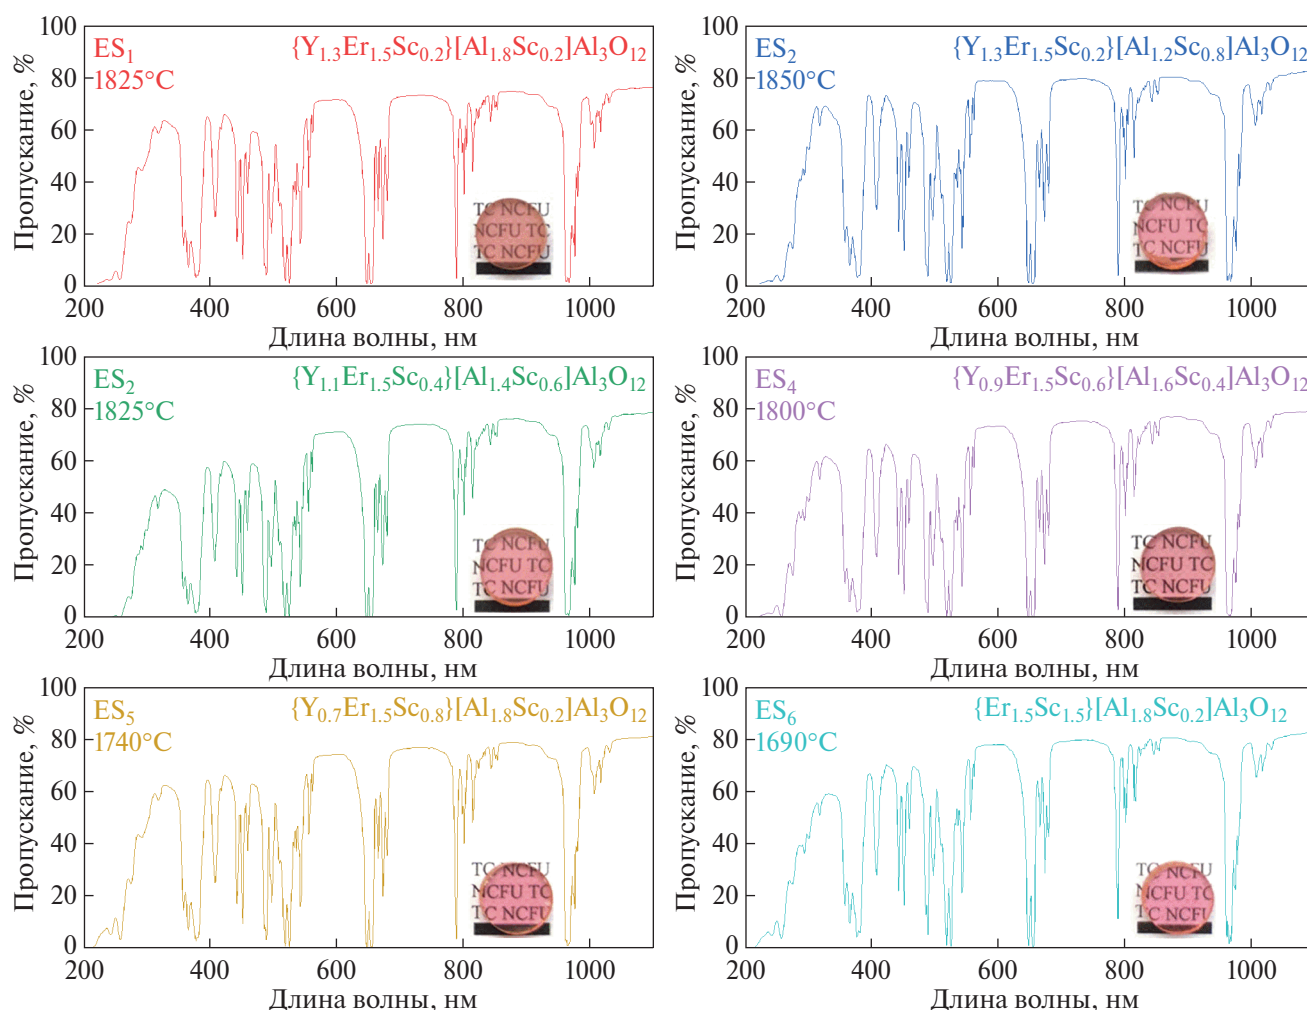 ES₁ {Y₁.₃Er₁.₅Sc₀.₂}[Al₁.₈Sc₀.₂]Al₃O₁₂
1825°C
Пропускание, %
100
80
60
40
20
0
TC NCFU
NCFU TC
TC NCFU
200 400 600 800 1000
Длина волны, нм
ES₂ {Y₁.₃Er₁.₅Sc₀.₂}[Al₁.₂Sc₀.₈]Al₃O₁₂
1850°C
Пропускание, %
100
80
60
40
20
0
TC NCFU
NCFU TC
TC NCFU
200 400 600 800 1000
Длина волны, нм
ES₂ {Y₁.₁Er₁.₅Sc₀.₄}[Al₁.₄Sc₀.₆]Al₃O₁₂
1825°C
Пропускание, %
100
80
60
40
20
0
TC NCFU
NCFU TC
TC NCFU
200 400 600 800 1000
Длина волны, нм
ES₄ {Y₀.₉Er₁.₅Sc₀.₆}[Al₁.₆Sc₀.₄]Al₃O₁₂
1800°C
Пропускание, %
100
80
60
40
20
0
TC NCFU
NCFU TC
TC NCFU
200 400 600 800 1000
Длина волны, нм
ES₅ {Y₀.₇Er₁.₅Sc₀.₈}[Al₁.₈Sc₀.₂]Al₃O₁₂
1740°C
Пропускание, %
100
80
60
40
20
0
TC NCFU
NCFU TC
TC NCFU
200 400 600 800 1000
Длина волны, нм
ES₆ {Er₁.₅Sc₁.₅}[Al₁.₈Sc₀.₂]Al₃O₁₂
1690°C
Пропускание, %
100
80
60
40
20
0
TC NCFU
NCFU TC
TC NCFU
200 400 600 800 1000
Длина волны, нм